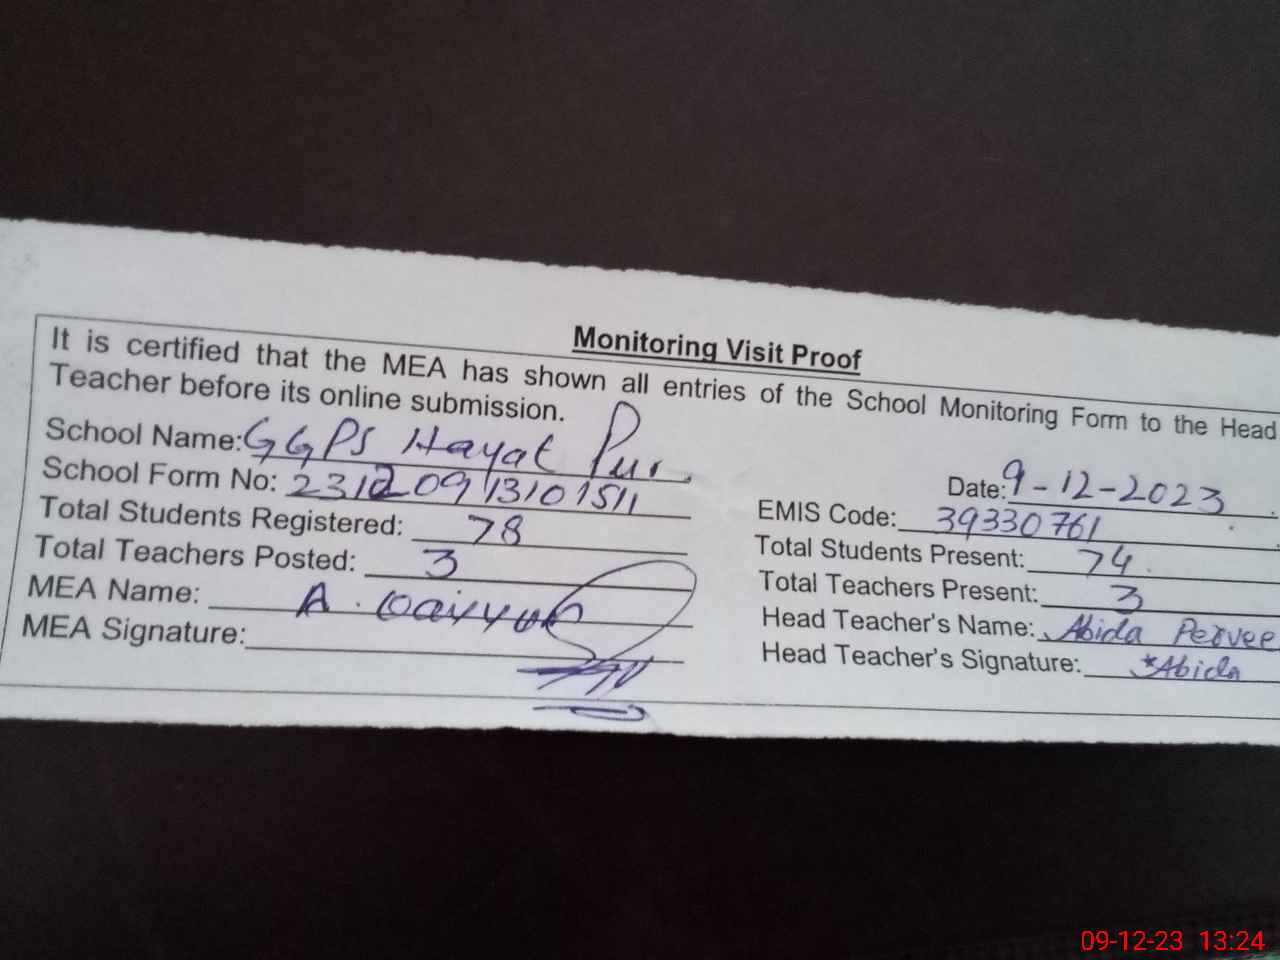 Monitoring Visit Proof
It is certified that the MEA has shown all entries of the School Monitoring Form to the Head
Teacher before its online submission.
School Name: GGPS Hayat Pur.
Date: 9-12-2023
School Form No: 23120913101511
EMIS Code: 39330761
Total Students Registered: 78
Total Students Present: 74
Total Teachers Posted: 3
Total Teachers Present: 3
MEA Name: A.
Head Teacher's Name: Abida Pervee
MEA Signature:
Head Teacher's Signature: *Abida
09-12-23 13:24